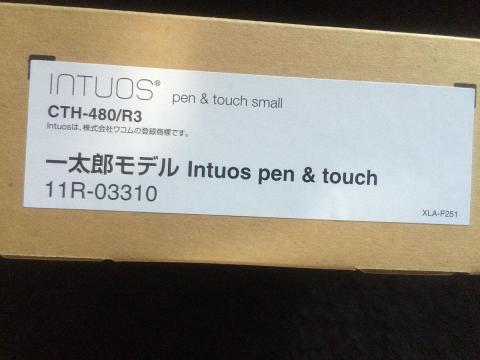 INTUOS® pen & touch small
CTH-480/R3
Intuosは、株式会社ワコムの登録商標です。
一太郎モデル Intuos pen & touch
11R-03310
XLA-F251